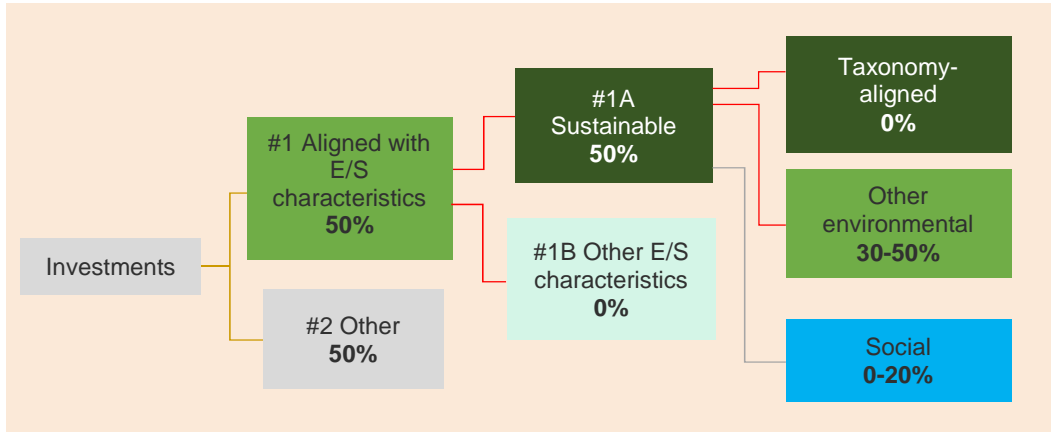 Investments
#1 Aligned with
E/S
characteristics
50%
#2 Other
50%
#1A
Sustainable
50%
#1B Other E/S
characteristics
0%
Taxonomy-
aligned
0%
Other
environmental
30-50%
Social
0-20%